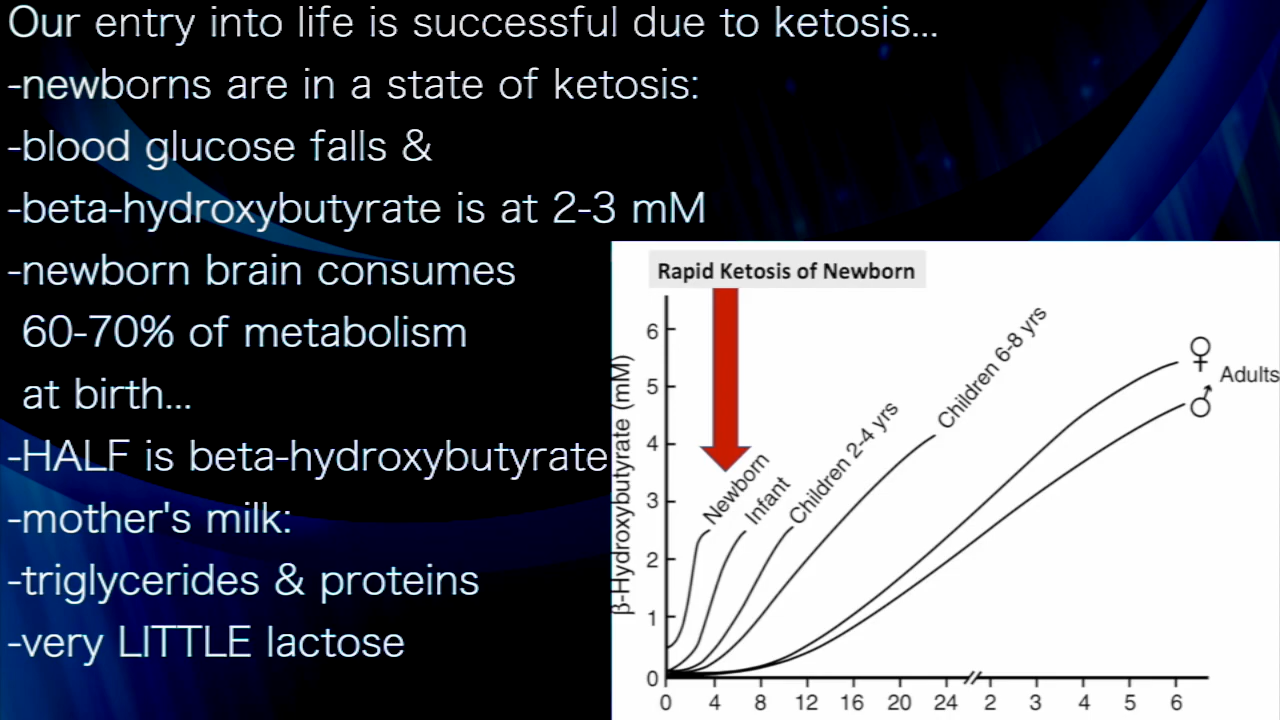 Our entry into life is successful due to ketosis...
-newborns are in a state of ketosis:
-blood glucose falls &
-beta-hydroxybutyrate is at 2-3 mM
-newborn brain consumes
60-70% of metabolism
at birth...
-HALF is beta-hydroxybutyrate
-mother's milk:
-triglycerides & proteins
-very LITTLE lactose
Rapid Ketosis of Newborn
β-Hydroxybutyrate (mM)
6
5
4
3
2
1
0
Newborn
Infant
Children 2-4 yrs
Children 6-8 yrs
♀
Adults
♂
0 4 8 12 16 20 24 2 3 4 5 6